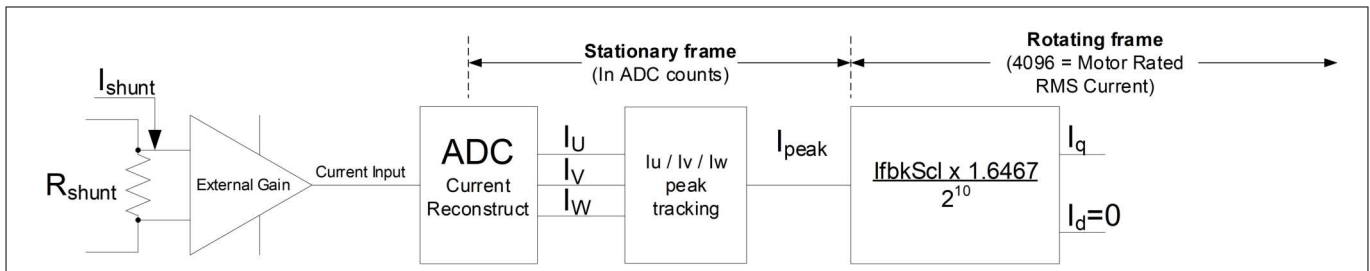 Stationary frame
(In ADC counts)
Rotating frame
(4096 = Motor Rated
RMS Current)
Ishunt
Rshunt
External Gain
Current Input
ADC
Current
Reconstruct
IU
IV
IW
Iu / Iv / Iw
peak
tracking
Ipeak
IfbkScl x 1.6467
2^10
Iq
Id=0